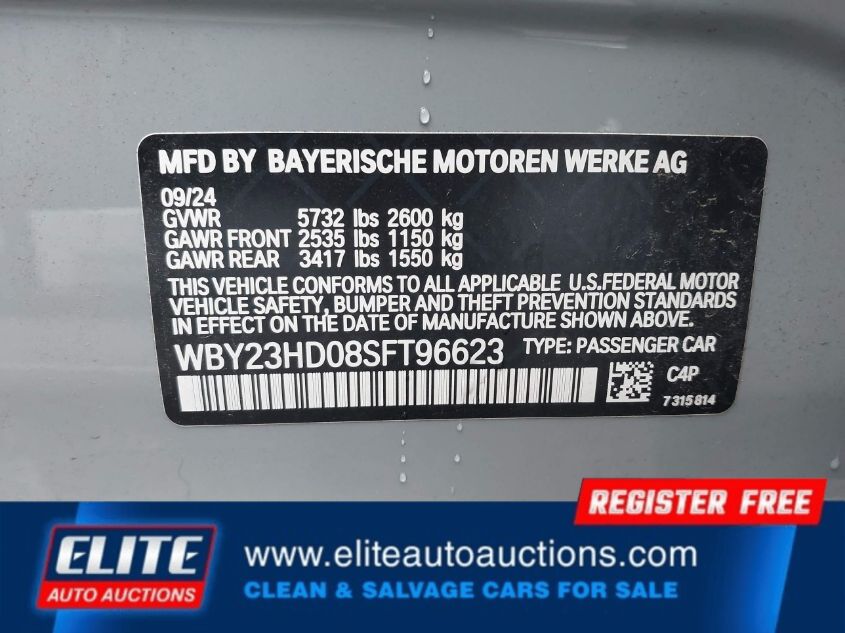 MFD BY BAYERISCHE MOTOREN WERKE AG
09/24
GVWR 5732 lbs 2600 kg
GAWR FRONT 2535 lbs 1150 kg
GAWR REAR 3417 lbs 1550 kg
THIS VEHICLE CONFORMS TO ALL APPLICABLE U.S.FEDERAL MOTOR
VEHICLE SAFETY, BUMPER AND THEFT PREVENTION STANDARDS
IN EFFECT ON THE DATE OF MANUFACTURE SHOWN ABOVE.
WBY23HD08SFT96623 TYPE: PASSENGER CAR
C4P
7315814
REGISTER FREE
ELITE
AUTO AUCTIONS
www.eliteautoauctions.com
CLEAN & SALVAGE CARS FOR SALE